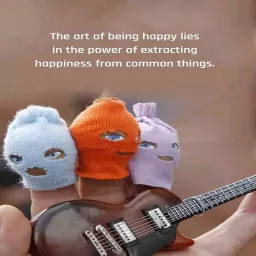 The art of being happy lies
in the power of extracting
happiness from common things.